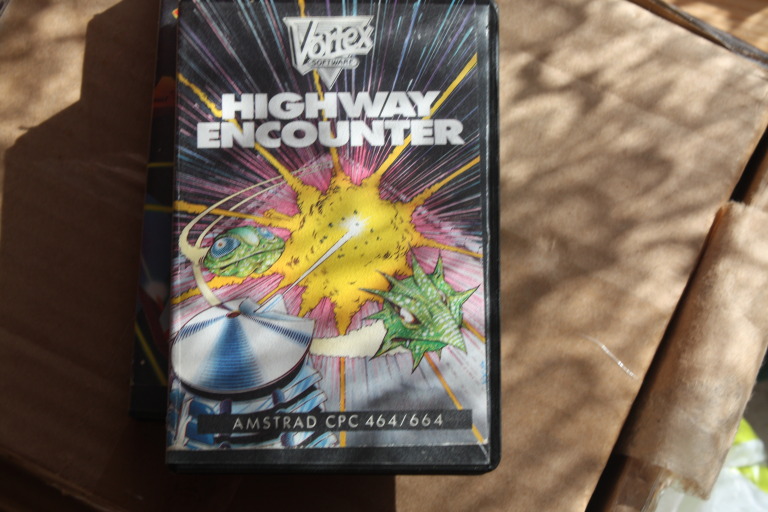 Vortex
SOFTWARE
HIGHWAY
ENCOUNTER
AMSTRAD CPC 464/664